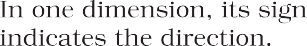 In one dimension, its sign
indicates the direction.